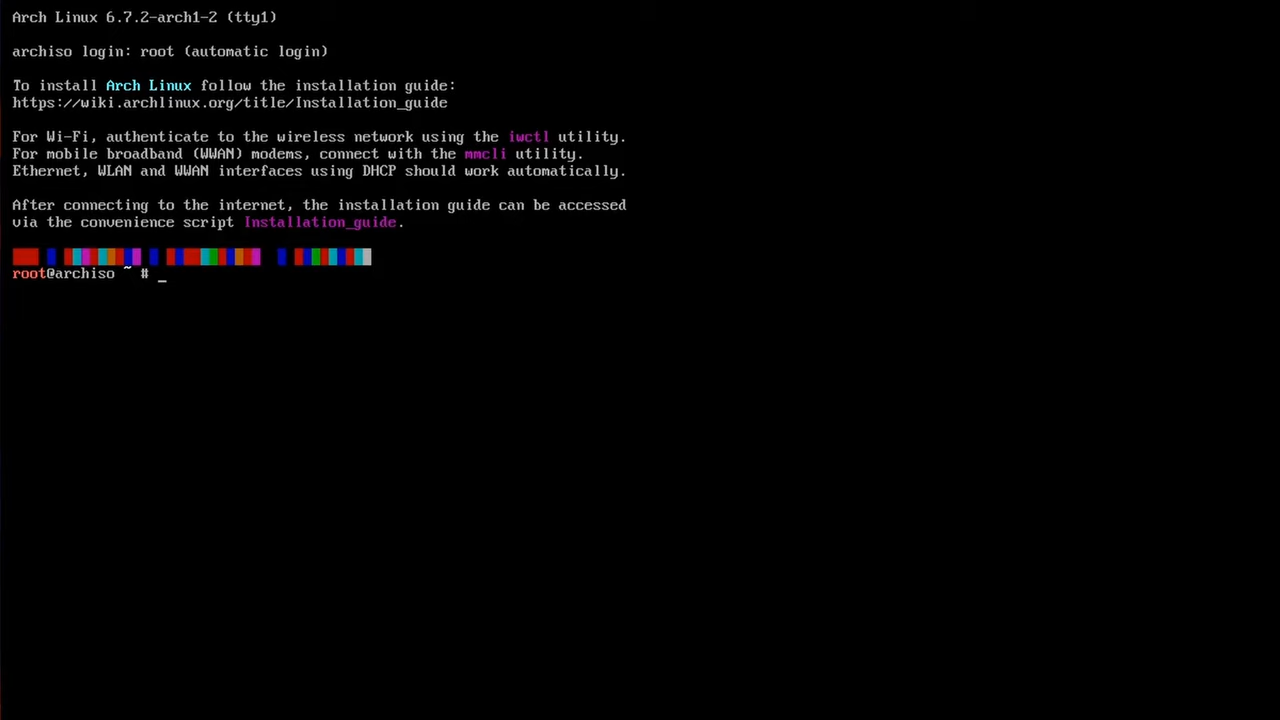 Arch Linux 6.7.2-arch1-2 (tty1)
archiso login: root (automatic login)
To install Arch Linux follow the installation guide:
https://wiki.archlinux.org/title/Installation_guide
For Wi-Fi, authenticate to the wireless network using the iwctl utility.
For mobile broadband (WWAN) modems, connect with the mmcli utility.
Ethernet, WLAN and WWAN interfaces using DHCP should work automatically.
After connecting to the internet, the installation guide can be accessed
via the convenience script Installation_guide.
root@archiso ~ # _